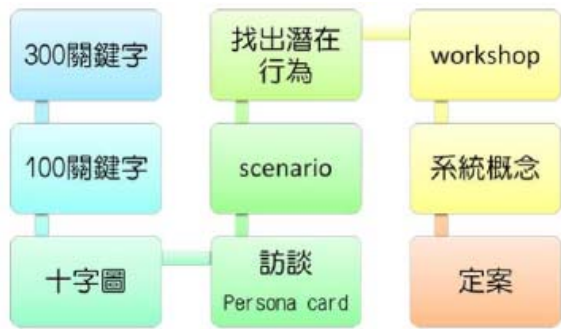 300關鍵字
100關鍵字
十字圖
訪談
Persona card
scenario
找出潛在
行為
workshop
系統概念
定案